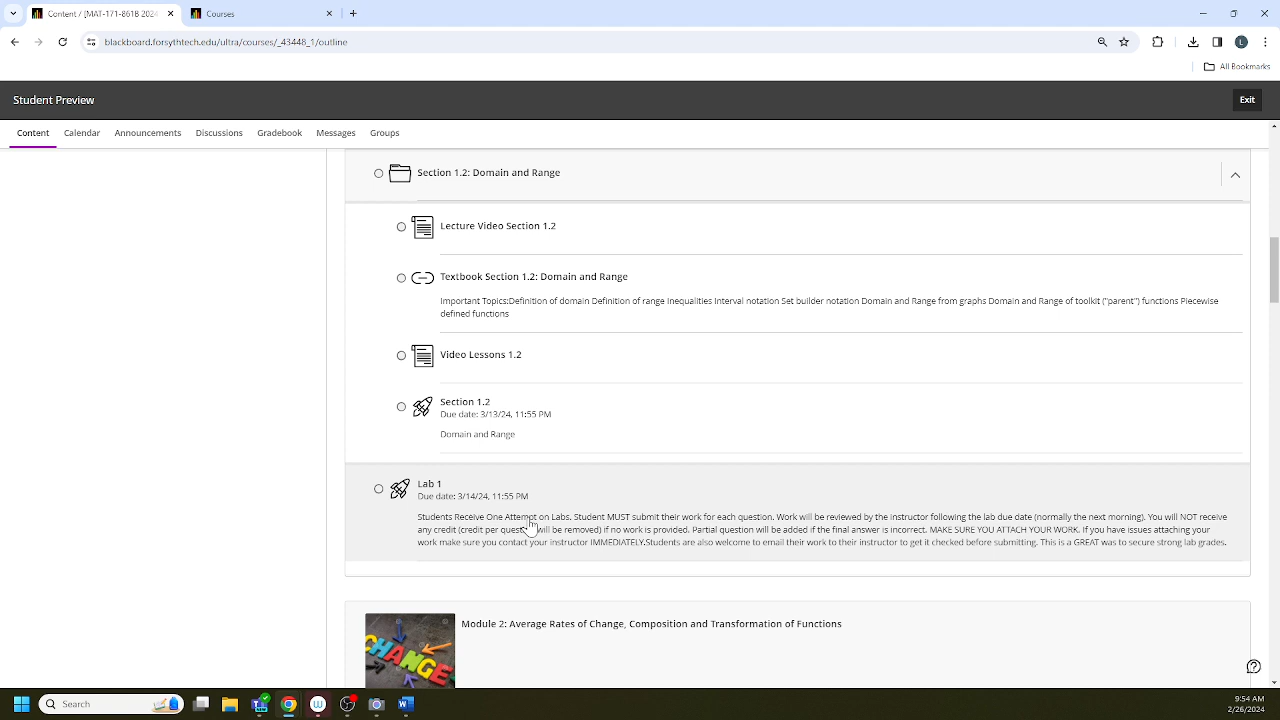 Content / [MAT-171-8618 2024
Courses
blackboard.forsythtech.edu/ultra/courses/_43448_1/outline
All Bookmarks
Student Preview
Exit
Content
Calendar
Announcements
Discussions
Gradebook
Messages
Groups
Section 1.2: Domain and Range
Lecture Video Section 1.2
Textbook Section 1.2: Domain and Range
Important Topics:Definition of domain Definition of range Inequalities Interval notation Set builder notation Domain and Range from graphs Domain and Range of toolkit ("parent") functions Piecewise
defined functions
Video Lessons 1.2
Section 1.2
Due date: 3/13/24, 11:55 PM
Domain and Range
Lab 1
Due date: 3/14/24, 11:55 PM
Students Receive One Attempt on Labs. Student MUST submit their work for each question. Work will be reviewed by the instructor following the lab due date (normally the next morning). You will NOT receive
any credit (credit per will be removed) if no work is provided. Partial question will be added if the final answer is incorrect. MAKE SURE YOU ATTACH YOUR WORK. If you have issues attaching your
work make sure you contact your instructor IMMEDIATELY.Students are also welcome to email their work to their instructor to get it checked before submitting. This is a GREAT was to secure strong lab grades.
Module 2: Average Rates of Change, Composition and Transformation of Functions
CHANGE
Search
9:54 AM
2/26/2024